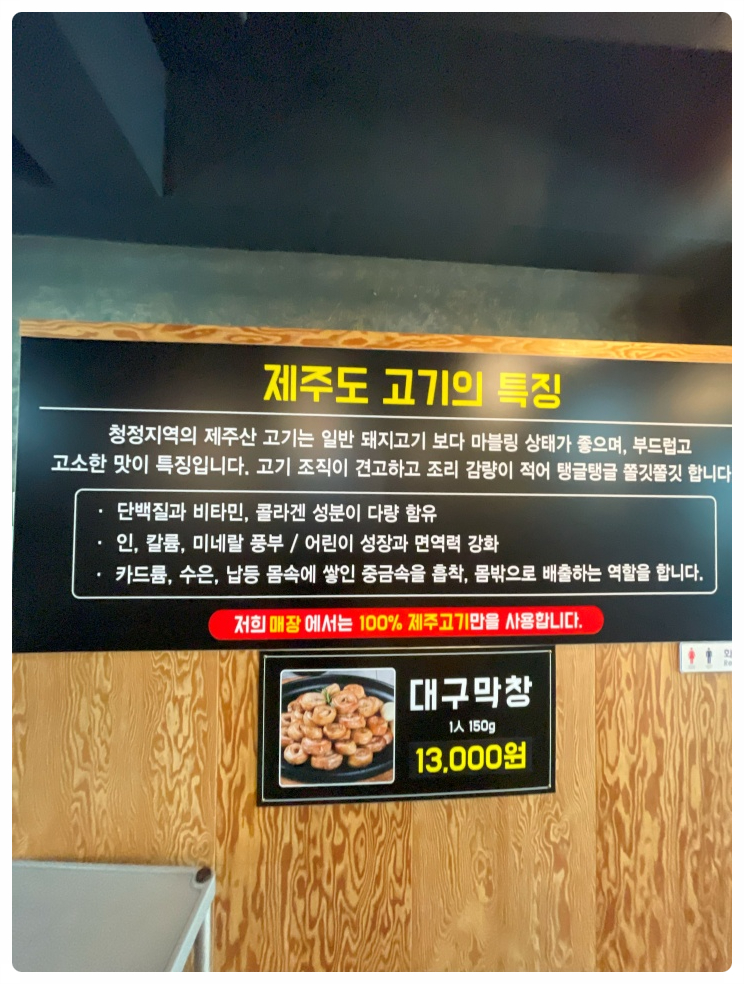 제주도 고기의 특징
청정지역의 제주산 고기는 일반 돼지고기 보다 마블링 상태가 좋으며, 부드럽고
고소한 맛이 특징입니다. 고기 조직이 견고하고 조리 감량이 적어 탱글탱글 쫄깃쫄깃 합니다
· 단백질과 비타민, 콜라겐 성분이 다량 함유
· 인, 칼륨, 미네랄 풍부 / 어린이 성장과 면역력 강화
· 카드륨, 수은, 납등 몸속에 쌓인 중금속을 흡착, 몸밖으로 배출하는 역할을 합니다.
저희 매장 에서는 100% 제주고기만을 사용합니다.
대구막창
1人 150g
13,000원